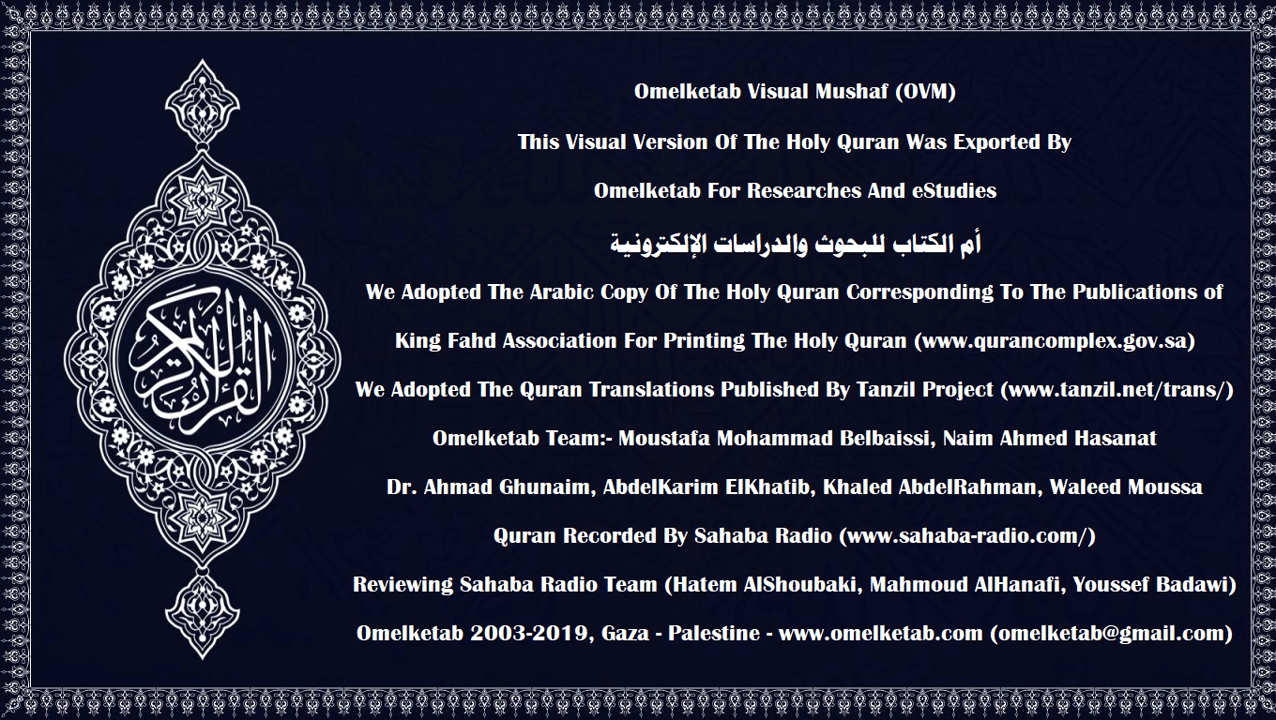 القرآن الكريم
Omelketab Visual Mushaf (OVM)
This Visual Version Of The Holy Quran Was Exported By
Omelketab For Researches And eStudies
أم الكتاب للبحوث والدراسات الإلكترونية
We Adopted The Arabic Copy Of The Holy Quran Corresponding To The Publications of
King Fahd Association For Printing The Holy Quran (www.qurancomplex.gov.sa)
We Adopted The Quran Translations Published By Tanzil Project (www.tanzil.net/trans/)
Omelketab Team:- Moustafa Mohammad Belbaissi, Naim Ahmed Hasanat
Dr. Ahmad Ghunaim, AbdelKarim ElKhatib, Khaled AbdelRahman, Waleed Moussa
Quran Recorded By Sahaba Radio (www.sahaba-radio.com/)
Reviewing Sahaba Radio Team (Hatem AlShoubaki, Mahmoud AlHanafi, Youssef Badawi)
Omelketab 2003-2019, Gaza - Palestine - www.omelketab.com (omelketab@gmail.com)